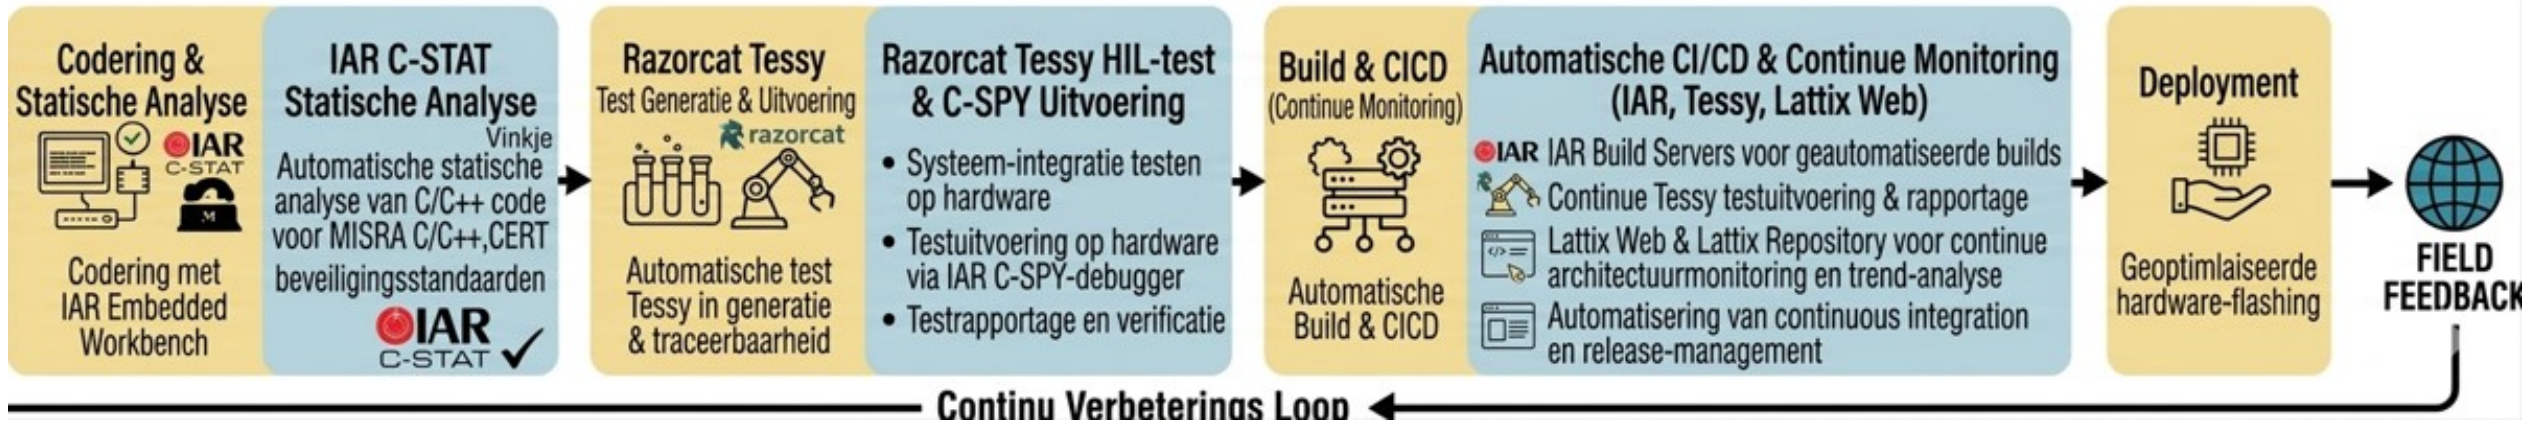 Codering &
Statische Analyse
IAR
C-STAT
M
Codering met
IAR Embedded
Workbench
IAR C-STAT
Statische Analyse
Vinkje
Automatische statische
analyse van C/C++ code
voor MISRA C/C++,CERT
beveiligingsstandaarden
IAR
C-STAT
Razorcat Tessy
Test Generatie & Uitvoering
razorcat
Automatische test
Tessy in generatie
& traceerbaarheid
Razorcat Tessy HIL-test
& C-SPY Uitvoering
• Systeem-integratie testen
op hardware
• Testuitvoering op hardware
via IAR C-SPY-debugger
• Testrapportage en verificatie
Build & CICD
(Continue Monitoring)
Automatische
Build & CICD
Automatische CI/CD & Continue Monitoring
(IAR, Tessy, Lattix Web)
IAR IAR Build Servers voor geautomatiseerde builds
Continue Tessy testuitvoering & rapportage
</> Lattix Web & Lattix Repository voor continue
architectuurmonitoring en trend-analyse
Automatisering van continuous integration
en release-management
Deployment
Geoptimlaiseerde
hardware-flashing
FIELD
FEEDBACK
Continu Verbeterings Loop